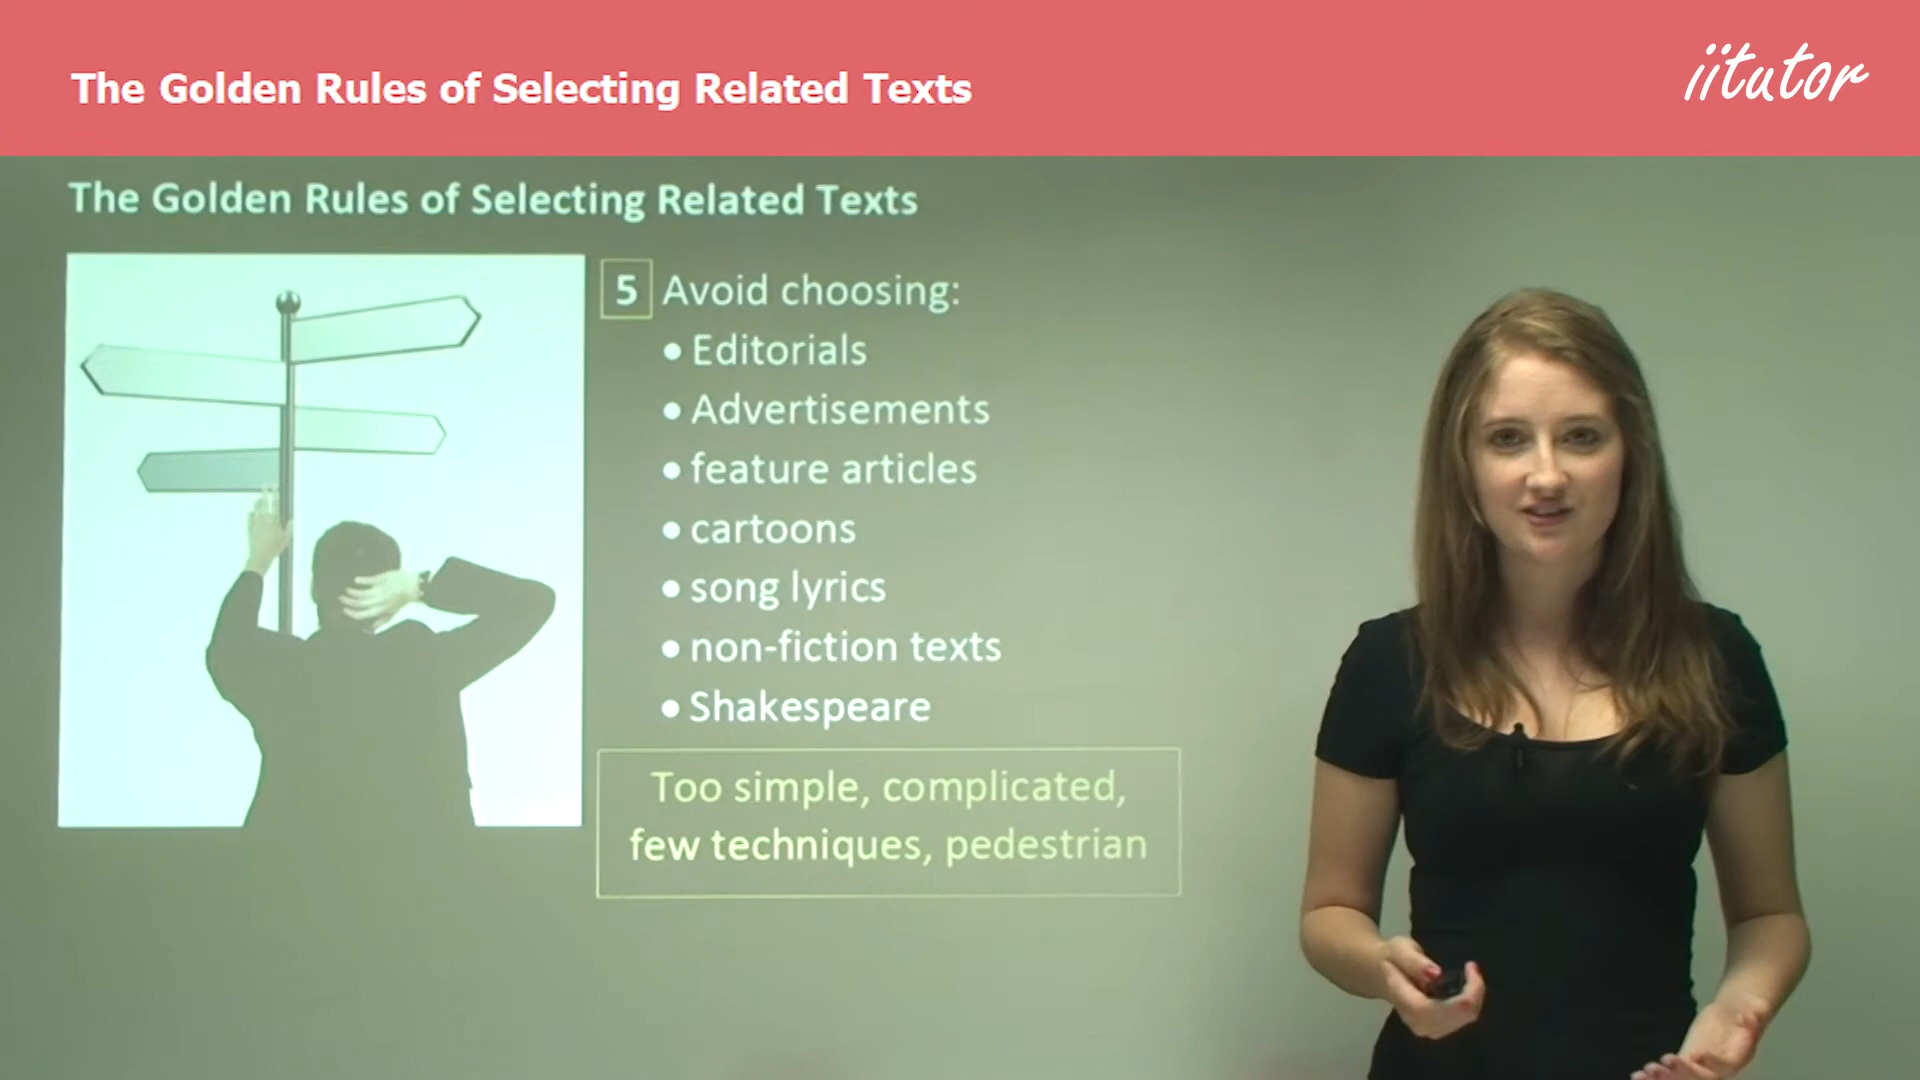 The Golden Rules of Selecting Related Texts
iitutor
The Golden Rules of Selecting Related Texts
5 Avoid choosing:
• Editorials
• Advertisements
• feature articles
• cartoons
• song lyrics
• non-fiction texts
• Shakespeare
Too simple, complicated,
few techniques, pedestrian